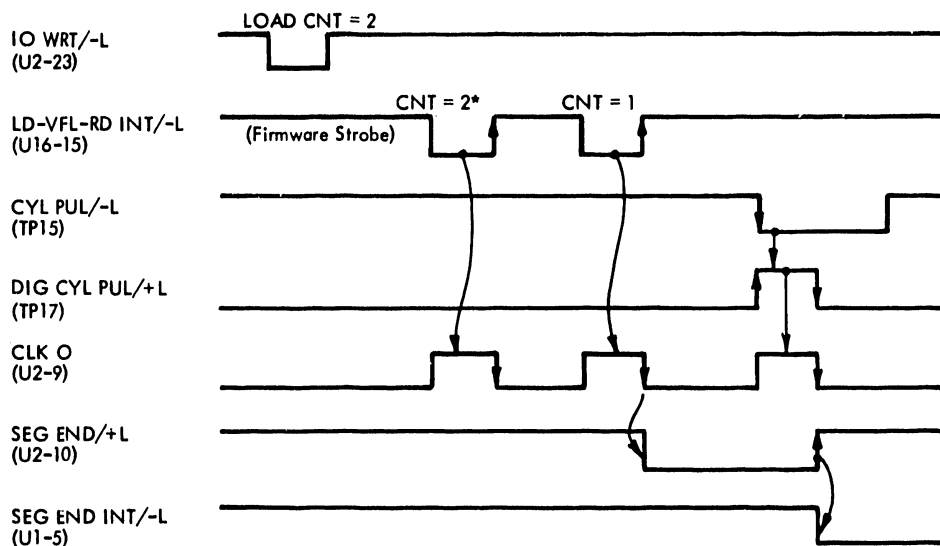 LOAD CNT = 2
IO WRT/-L
(U2-23)
CNT = 2*
CNT = 1
LD-VFL-RD INT/-L
(Firmware Strobe)
(U16-15)
CYL PUL/-L
(TP15)
DIG CYL PUL/+L
(TP17)
CLK O
(U2-9)
SEG END/+L
(U2-10)
SEG END INT/-L
(U1-5)